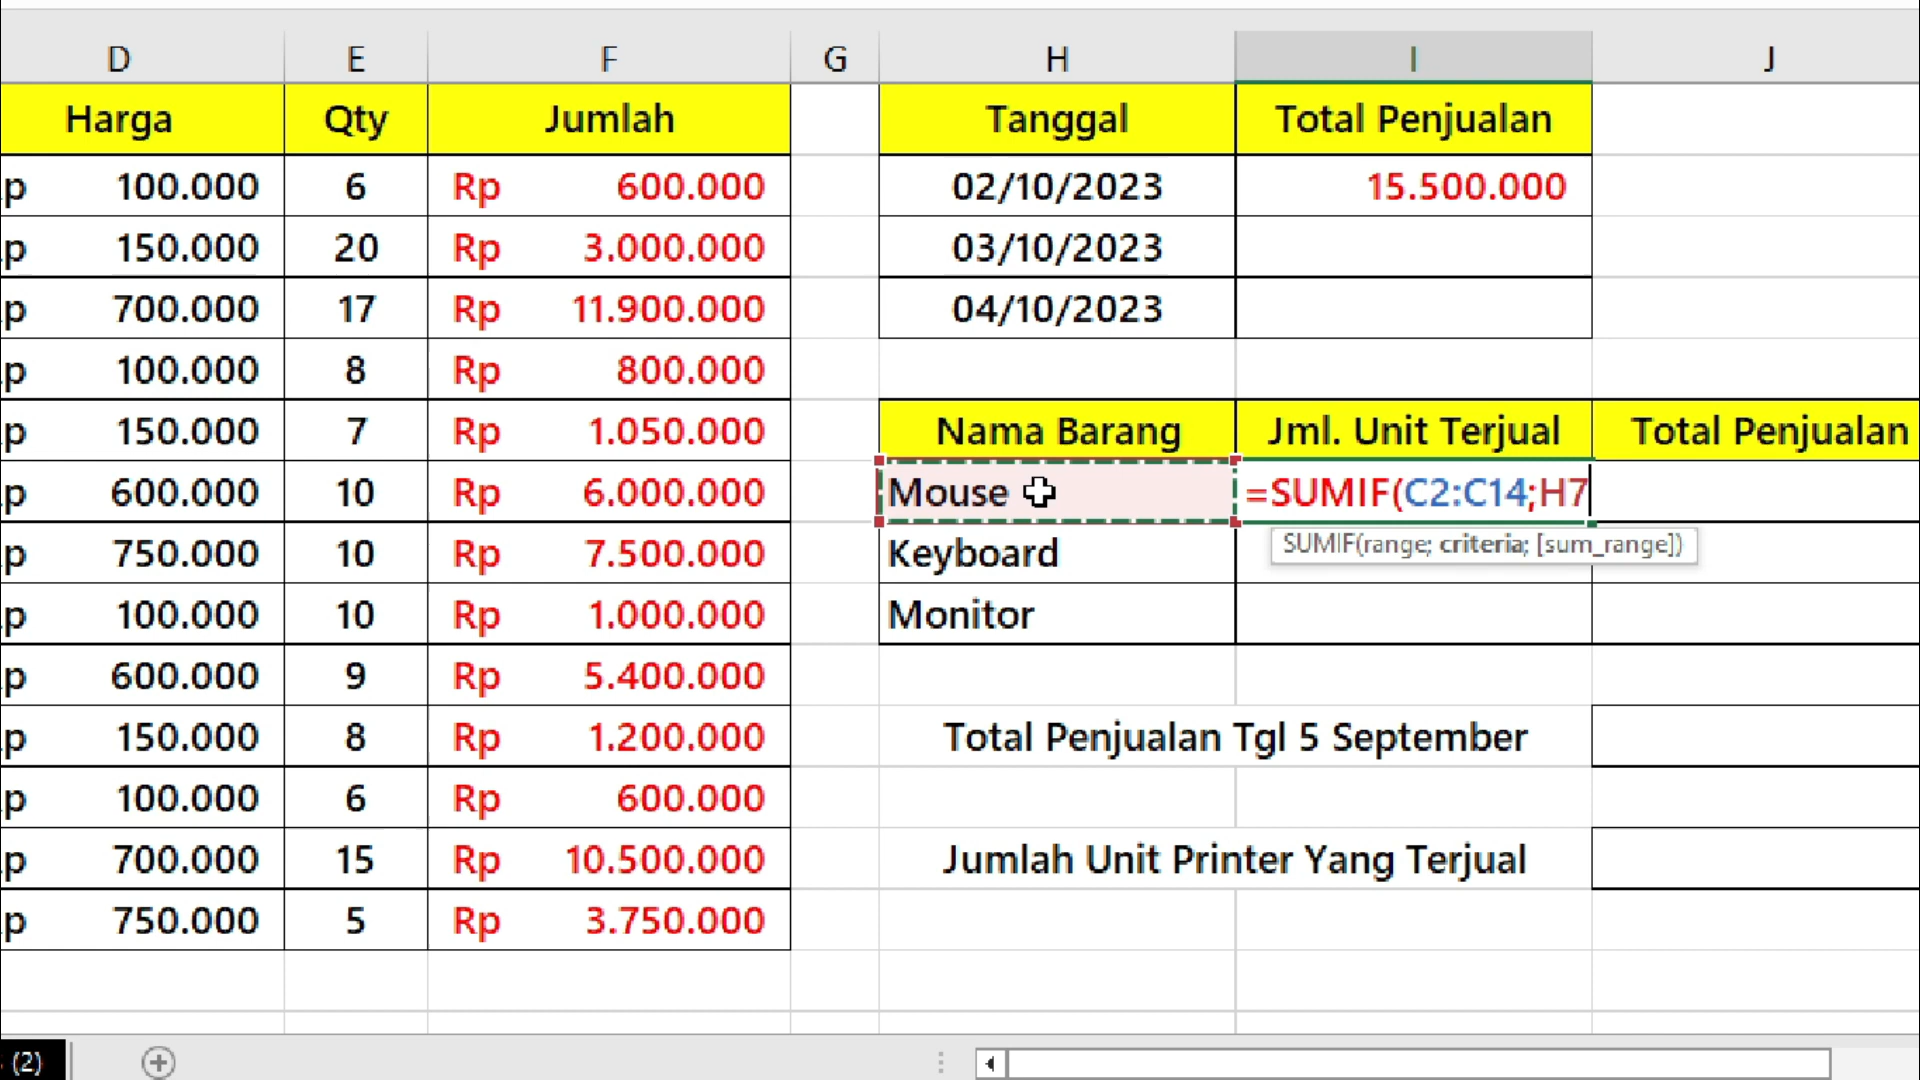 D E F G H I J
Harga Qty Jumlah Tanggal Total Penjualan
p 100.000 6 Rp 600.000 02/10/2023 15.500.000
p 150.000 20 Rp 3.000.000 03/10/2023
p 700.000 17 Rp 11.900.000 04/10/2023
p 100.000 8 Rp 800.000
p 150.000 7 Rp 1.050.000 Nama Barang Jml. Unit Terjual Total Penjualan
p 600.000 10 Rp 6.000.000 Mouse =SUMIF(C2:C14;H7
SUMIF(range; criteria; [sum_range])
p 750.000 10 Rp 7.500.000 Keyboard
p 100.000 10 Rp 1.000.000 Monitor
p 600.000 9 Rp 5.400.000
p 150.000 8 Rp 1.200.000 Total Penjualan Tgl 5 September
p 100.000 6 Rp 600.000
p 700.000 15 Rp 10.500.000 Jumlah Unit Printer Yang Terjual
p 750.000 5 Rp 3.750.000
(2)